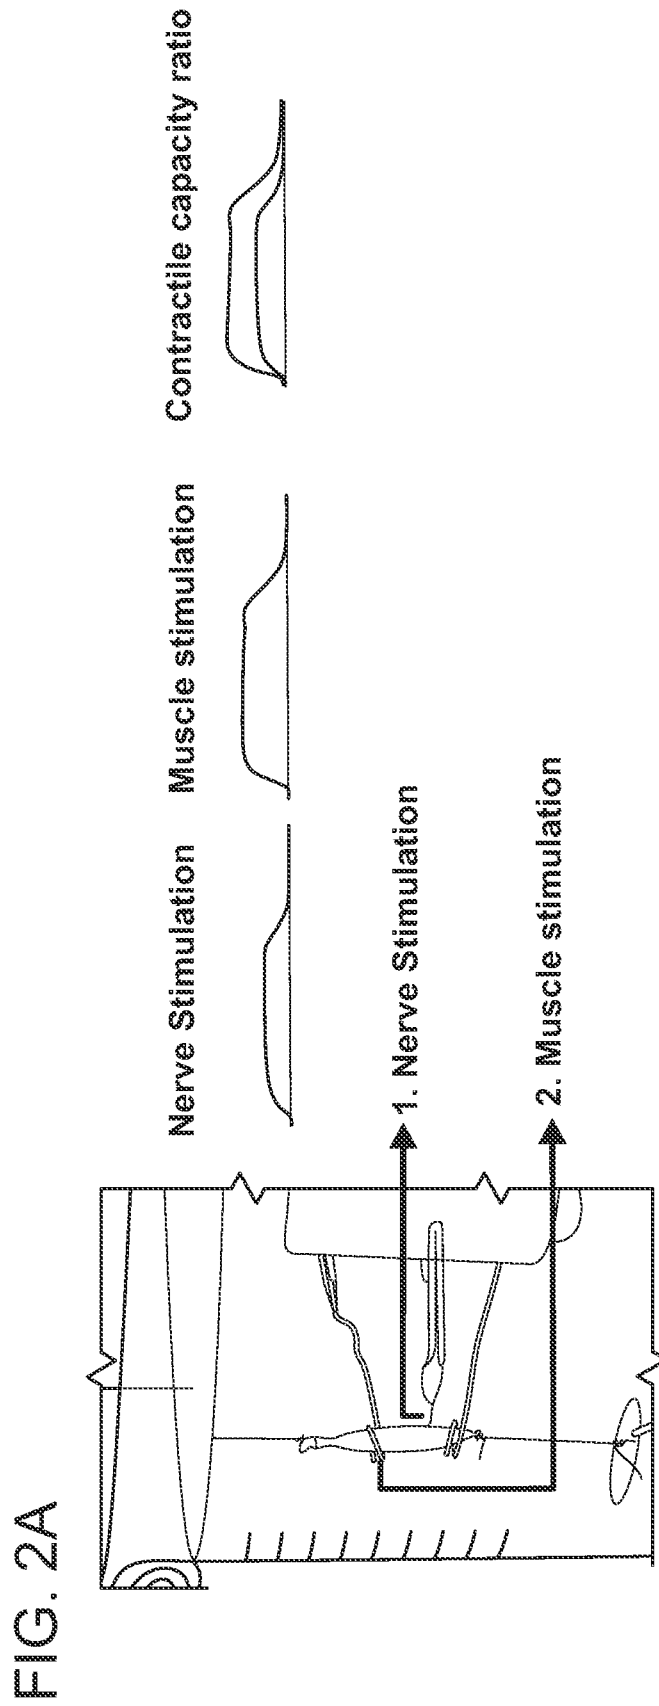 FIG. 2A
Nerve Stimulation
Muscle stimulation
Contractile capacity ratio
1. Nerve Stimulation
2. Muscle stimulation